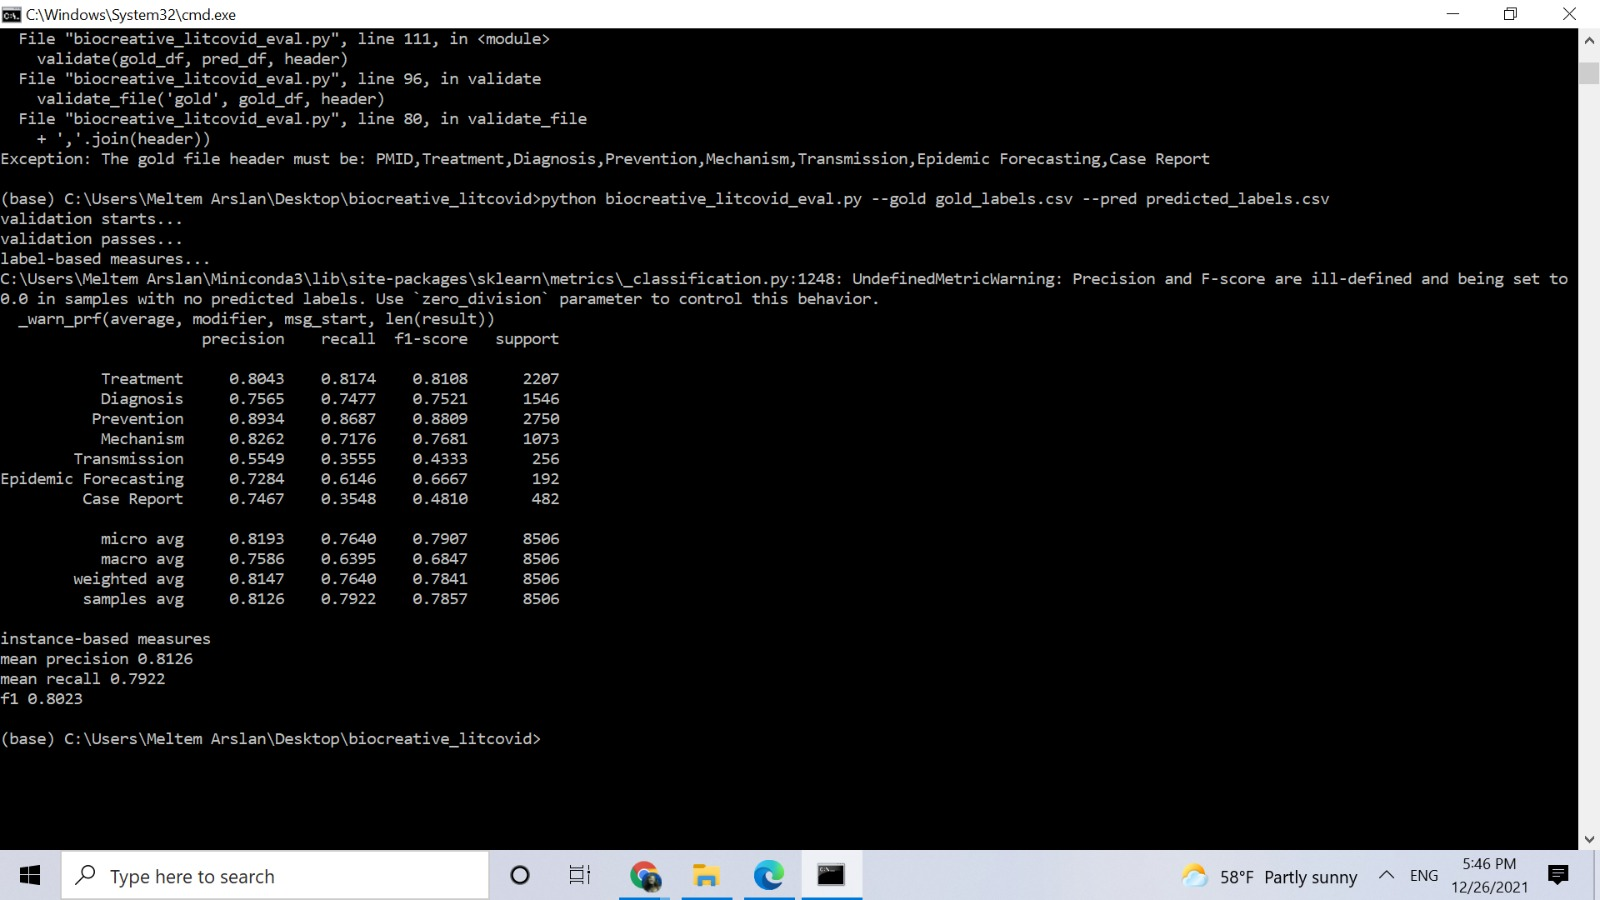 C:\Windows\System32\cmd.exe
File "biocreative_litcovid_eval.py", line 111, in <module>
validate(gold_df, pred_df, header)
File "biocreative_litcovid_eval.py", line 96, in validate
validate_file('gold', gold_df, header)
File "biocreative_litcovid_eval.py", line 80, in validate_file
+ ','.join(header))
Exception: The gold file header must be: PMID,Treatment,Diagnosis,Prevention,Mechanism,Transmission,Epidemic Forecasting,Case Report
(base) C:\Users\Meltem Arslan\Desktop\biocreative_litcovid>python biocreative_litcovid_eval.py --gold gold_labels.csv --pred predicted_labels.csv
validation starts...
validation passes...
label-based measures...
C:\Users\Meltem Arslan\Miniconda3\lib\site-packages\sklearn\metrics\_classification.py:1248: UndefinedMetricWarning: Precision and F-score are ill-defined and being set to
0.0 in samples with no predicted labels. Use `zero_division` parameter to control this behavior.
_warn_prf(average, modifier, msg_start, len(result))
precision recall f1-score support
Treatment 0.8043 0.8174 0.8108 2207
Diagnosis 0.7565 0.7477 0.7521 1546
Prevention 0.8934 0.8687 0.8809 2750
Mechanism 0.8262 0.7176 0.7681 1073
Transmission 0.5549 0.3555 0.4333 256
Epidemic Forecasting 0.7284 0.6146 0.6667 192
Case Report 0.7467 0.3548 0.4810 482
micro avg 0.8193 0.7640 0.7907 8506
macro avg 0.7586 0.6395 0.6847 8506
weighted avg 0.8147 0.7640 0.7841 8506
samples avg 0.8126 0.7922 0.7857 8506
instance-based measures
mean precision 0.8126
mean recall 0.7922
f1 0.8023
(base) C:\Users\Meltem Arslan\Desktop\biocreative_litcovid>
Type here to search
58°F Partly sunny
ENG
5:46 PM
12/26/2021